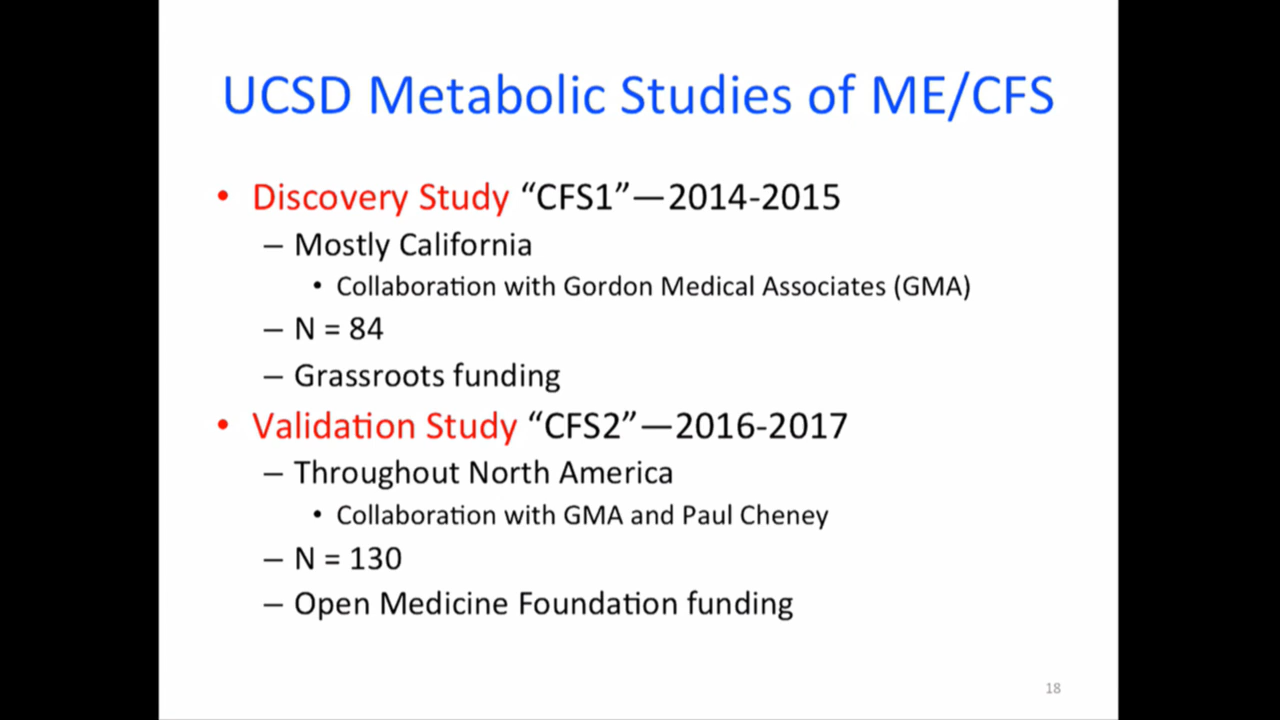 UCSD Metabolic Studies of ME/CFS
• Discovery Study “CFS1”—2014-2015
– Mostly California
• Collaboration with Gordon Medical Associates (GMA)
– N = 84
– Grassroots funding
• Validation Study “CFS2”—2016-2017
– Throughout North America
• Collaboration with GMA and Paul Cheney
– N = 130
– Open Medicine Foundation funding
18